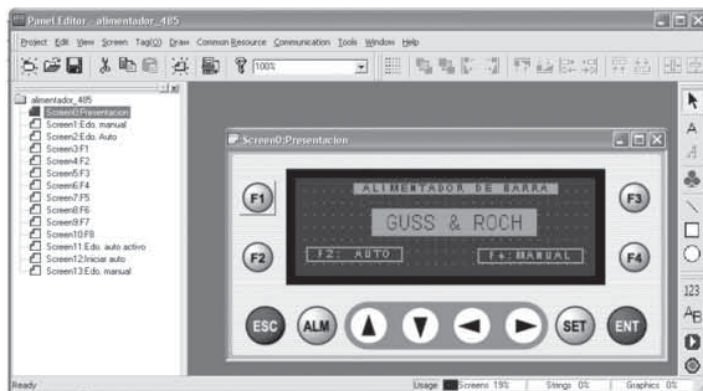 Panel Editor - alimentador_485
Project Edit View Screen Tag(Q) Draw Common Resource Communication Tools Window Help
100%
alimentador_485
Screen0:Presentacion
Screen1:Edo. manual
Screen2:Edo. Auto
Screen3:F1
Screen4:F2
Screen5:F3
Screen6:F4
Screen7:F5
Screen8:F6
Screen9:F7
Screen10:F8
Screen11:Edo. auto activo
Screen12:Iniciar auto
Screen13:Edo. manual
Screen0:Presentacion
ALIMENTADOR DE BARRA
GUSS & ROCH
F2: AUTO
F4:MANUAL
F1
F2
F3
F4
ESC
ALM
SET
ENT
A
A
123
AB
Ready
Usage Screens 19% Strings 0% Graphics 0%